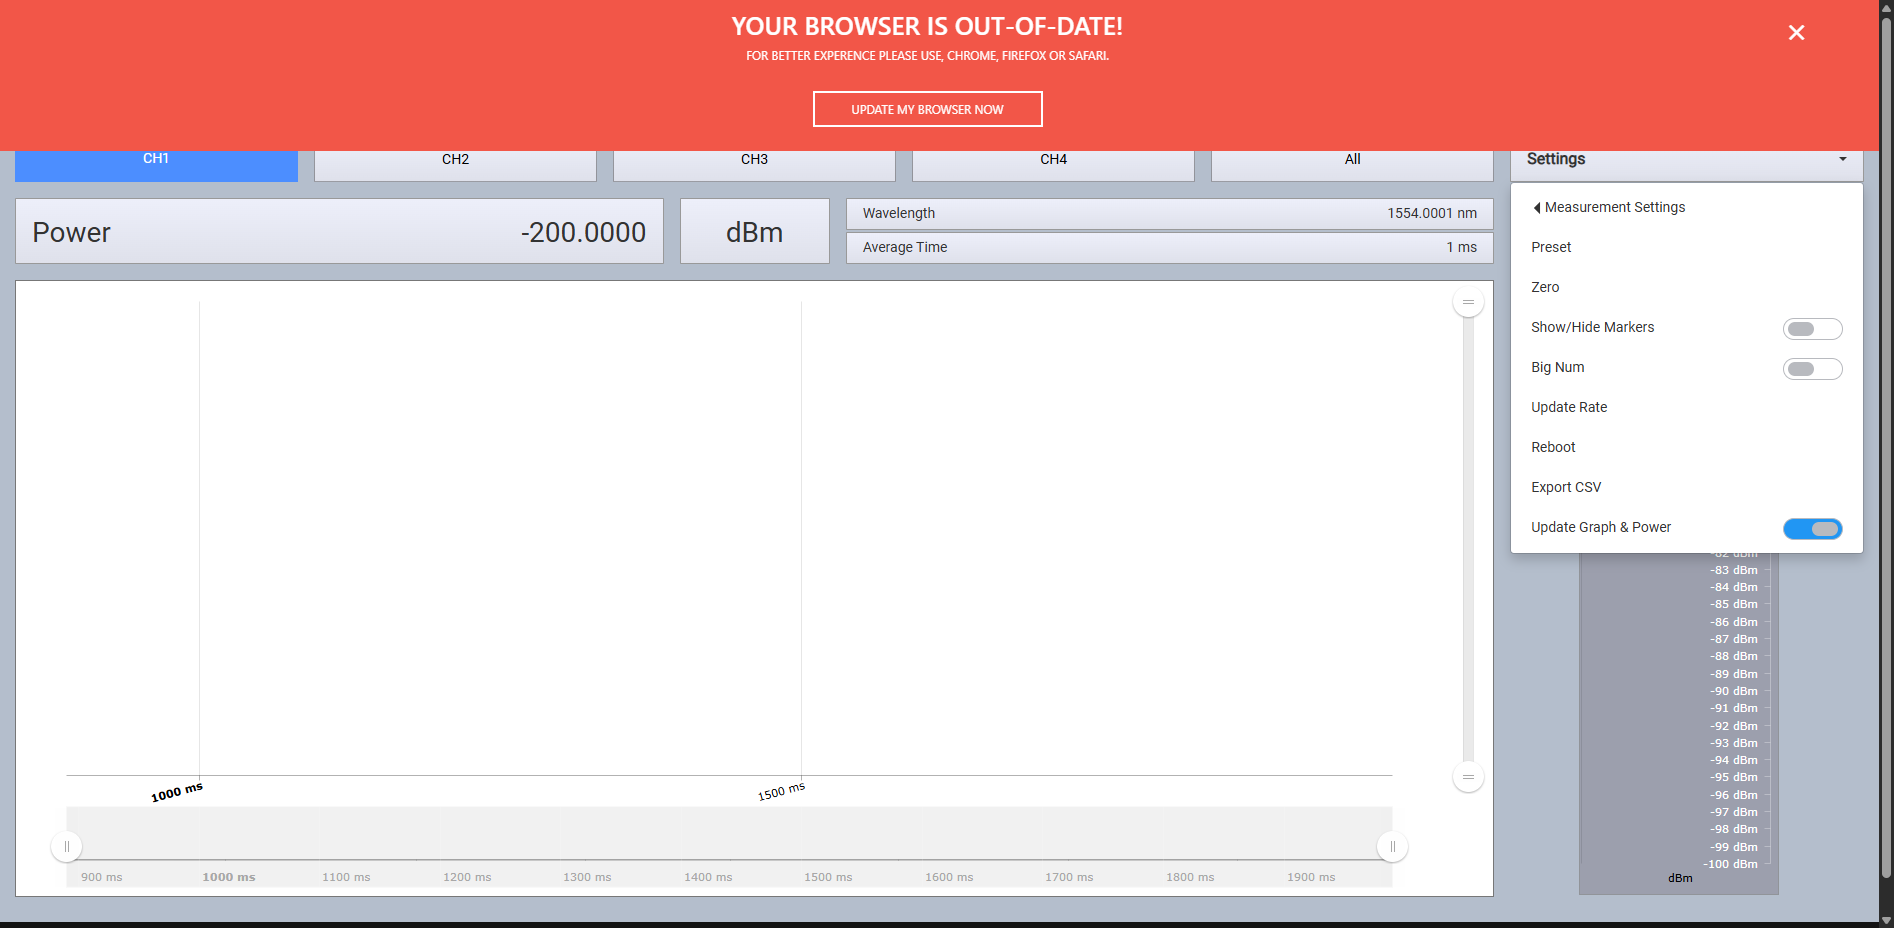 YOUR BROWSER IS OUT-OF-DATE!
FOR BETTER EXPERENCE PLEASE USE, CHROME, FIREFOX OR SAFARI.
UPDATE MY BROWSER NOW
CH1
CH2
CH3
CH4
All
Settings
Power
-200.0000
dBm
Wavelength
1554.0001 nm
Average Time
1 ms
Measurement Settings
Preset
Zero
Show/Hide Markers
Big Num
Update Rate
Reboot
Export CSV
Update Graph & Power
1000 ms
1500 ms
900 ms
1000 ms
1100 ms
1200 ms
1300 ms
1400 ms
1500 ms
1600 ms
1700 ms
1800 ms
1900 ms
-82 dBm
-83 dBm
-84 dBm
-85 dBm
-86 dBm
-87 dBm
-88 dBm
-89 dBm
-90 dBm
-91 dBm
-92 dBm
-93 dBm
-94 dBm
-95 dBm
-96 dBm
-97 dBm
-98 dBm
-99 dBm
-100 dBm
dBm